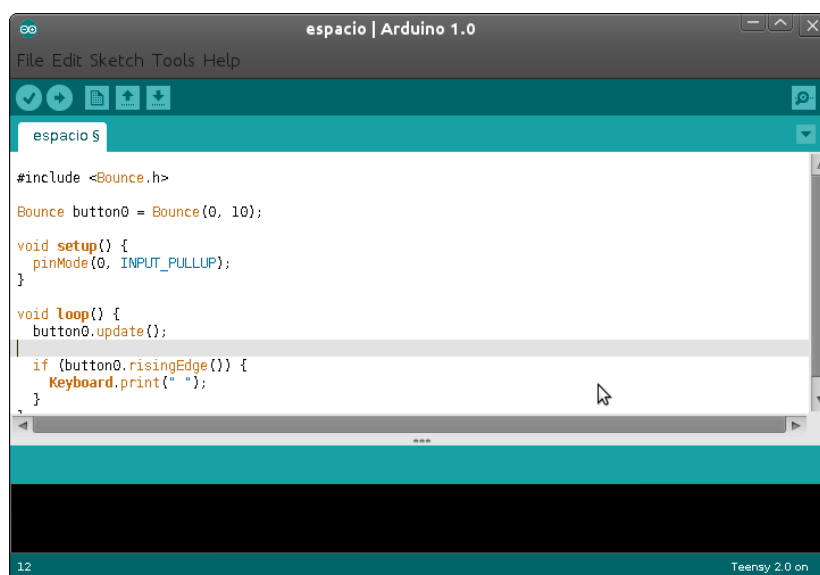 espacio | Arduino 1.0
File Edit Sketch Tools Help
espacio §
#include <Bounce.h>
Bounce button0 = Bounce(0, 10);
void setup() {
  pinMode(0, INPUT_PULLUP);
}
void loop() {
  button0.update();
  if (button0.risingEdge()) {
    Keyboard.print(" ");
  }
}
12
Teensy 2.0 on